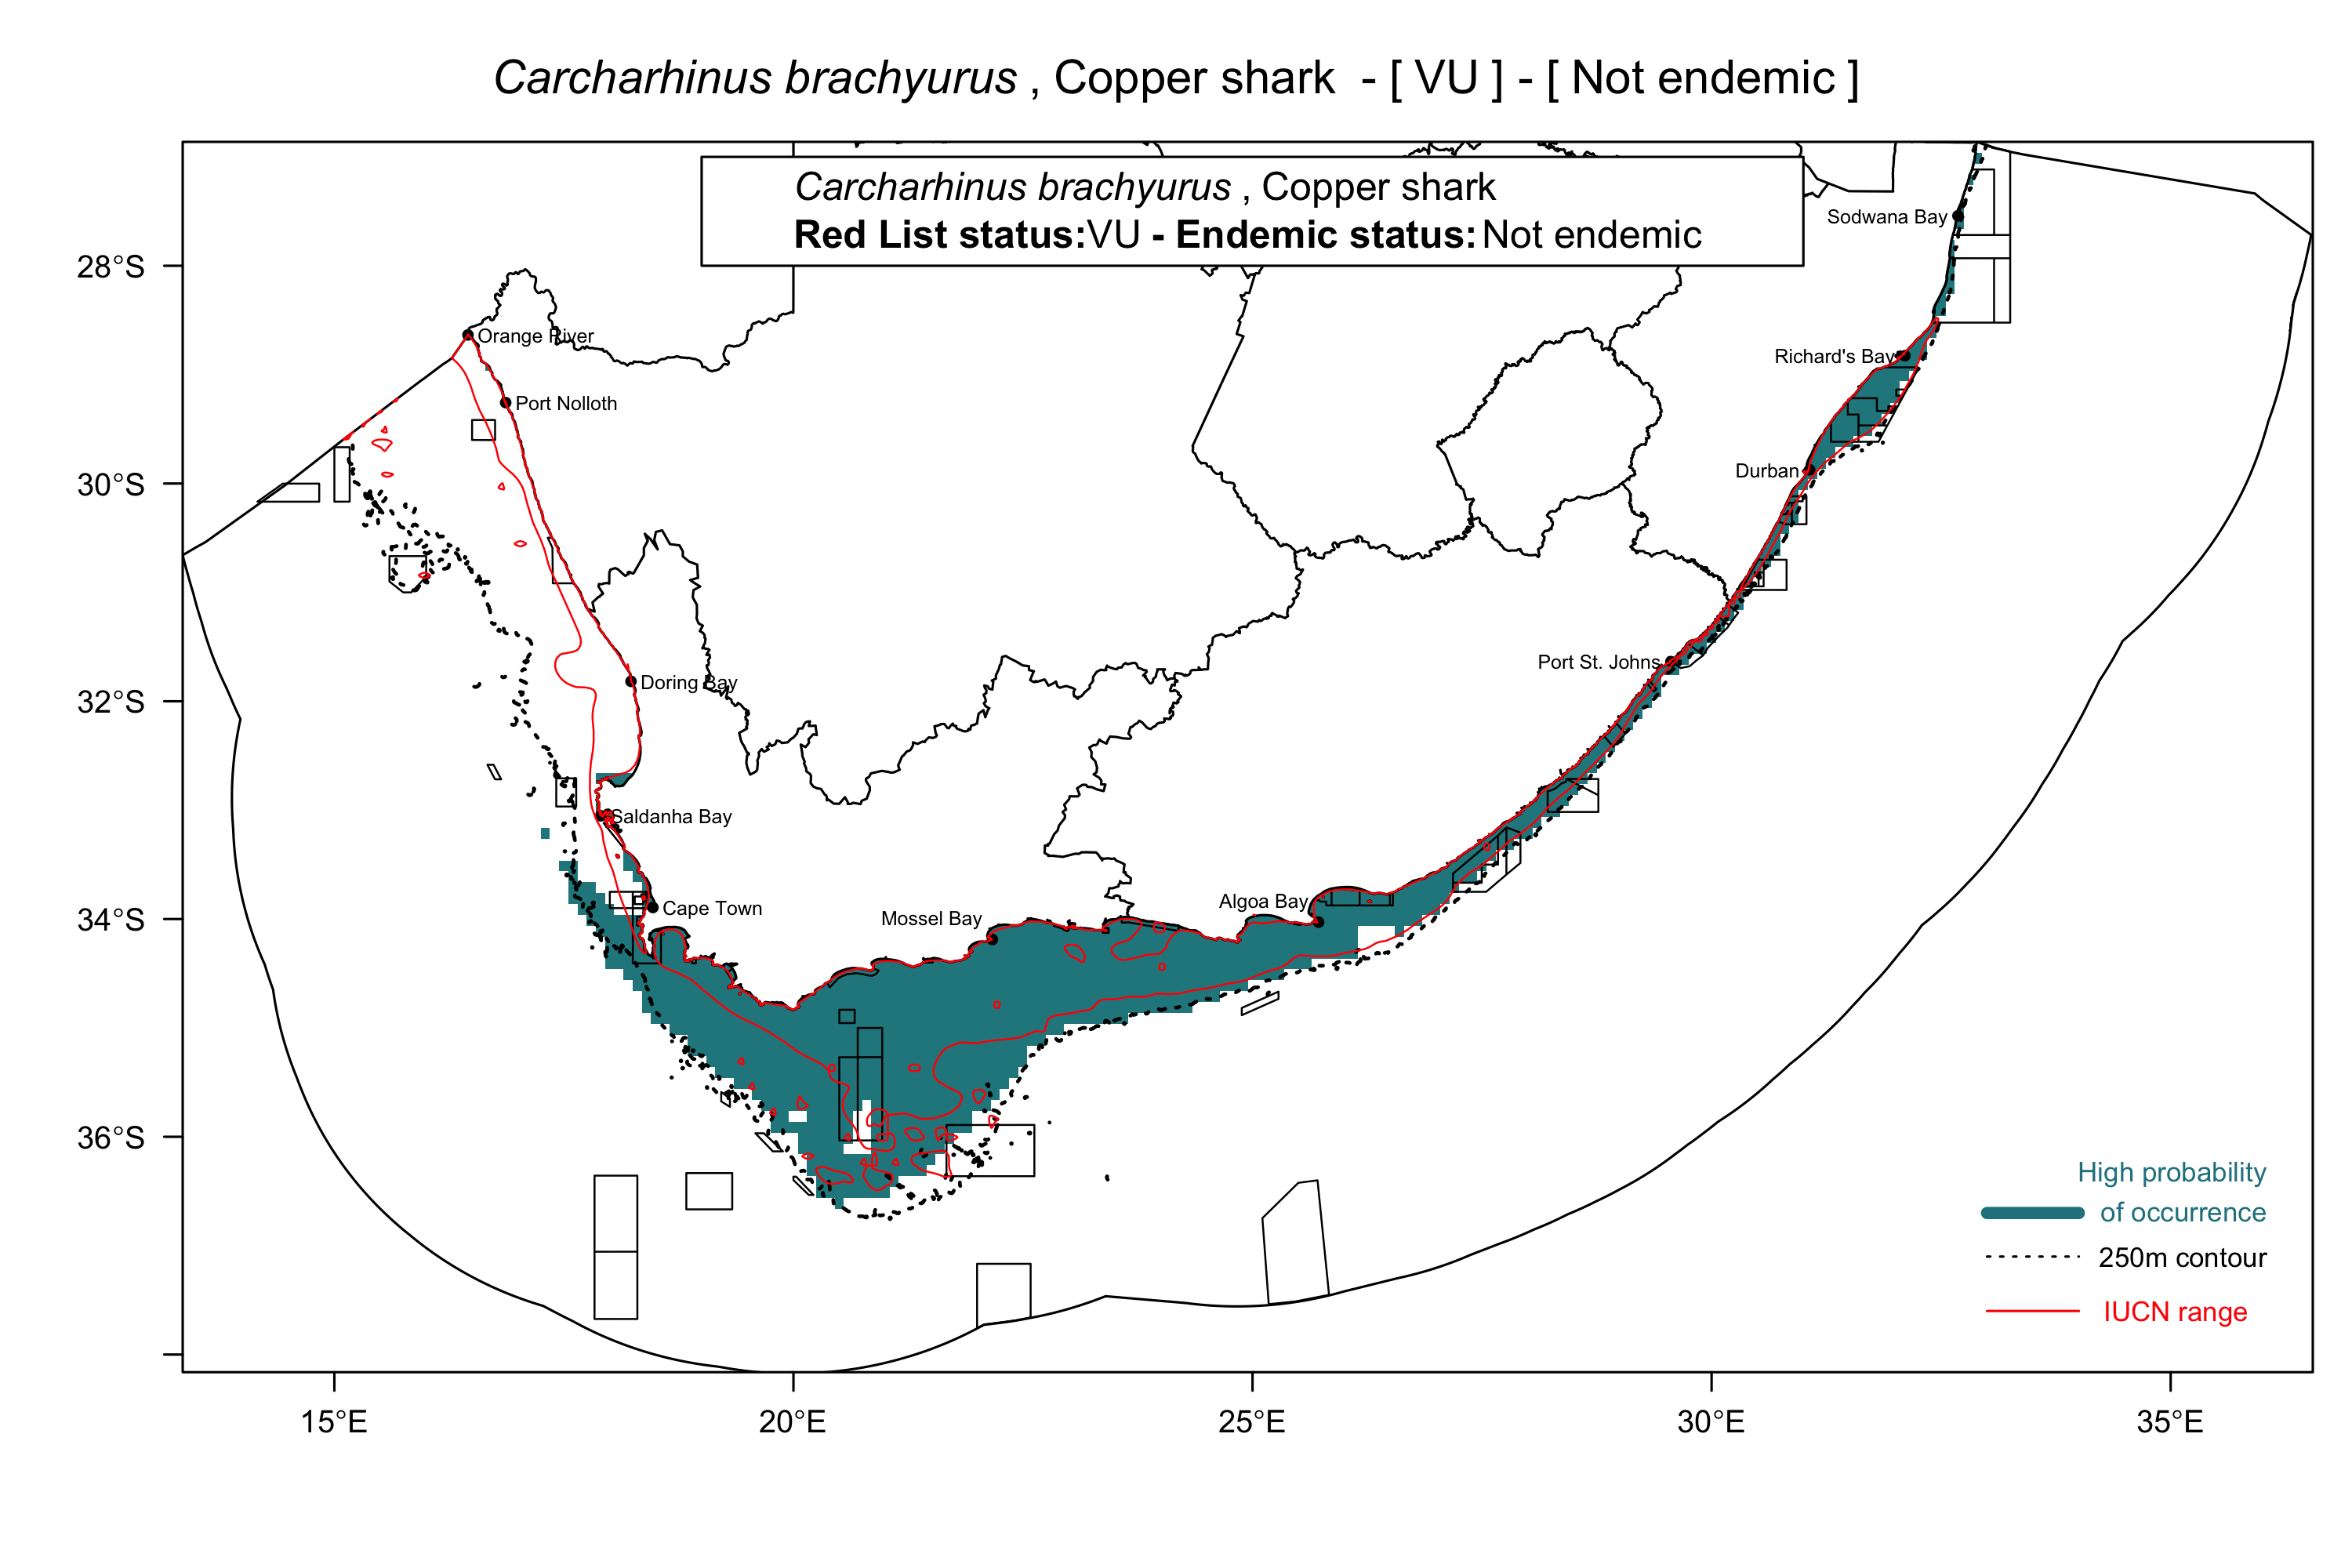 Carcharhinus brachyurus , Copper shark - [ VU ] - [ Not endemic ]
Carcharhinus brachyurus , Copper shark
Red List status:VU - Endemic status:Not endemic
Sodwana Bay
28°S
Orange River
Richard's Bay
Port Nolloth
Durban
30°S
Port St. Johns
Doring Bay
32°S
Saldanha Bay
Algoa Bay
Cape Town
Mossel Bay
34°S
36°S
High probability
of occurrence
250m contour
IUCN range
15°E
20°E
25°E
30°E
35°E